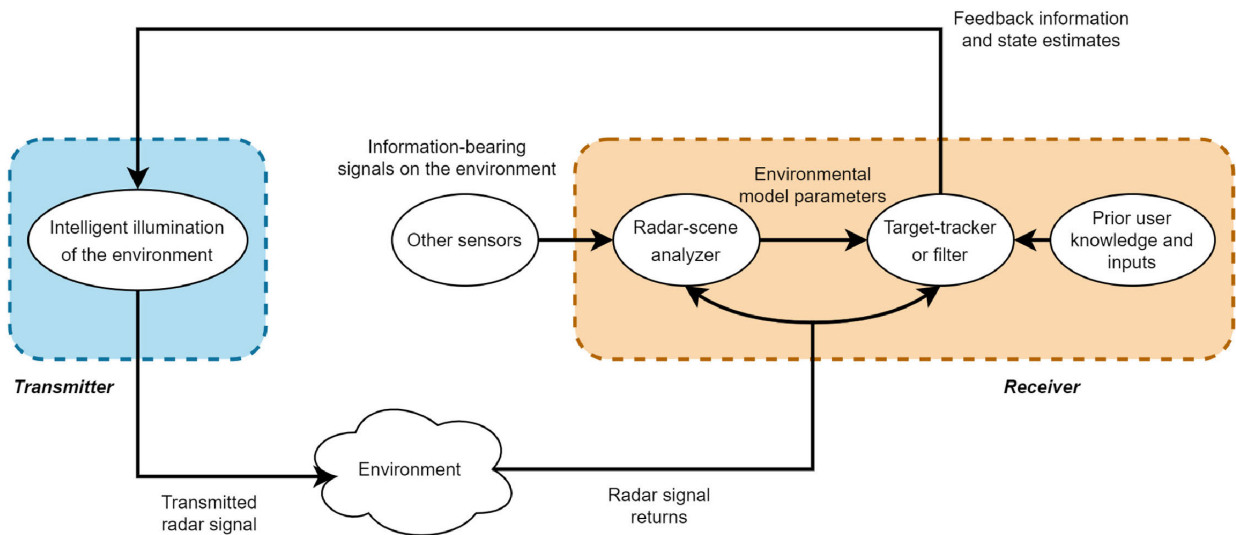 Feedback information
and state estimates
Information-bearing
signals on the environment
Environmental
model parameters
Intelligent illumination
of the environment
Other sensors
Radar-scene
analyzer
Target-tracker
or filter
Prior user
knowledge and
inputs
Transmitter
Receiver
Environment
Transmitted
radar signal
Radar signal
returns